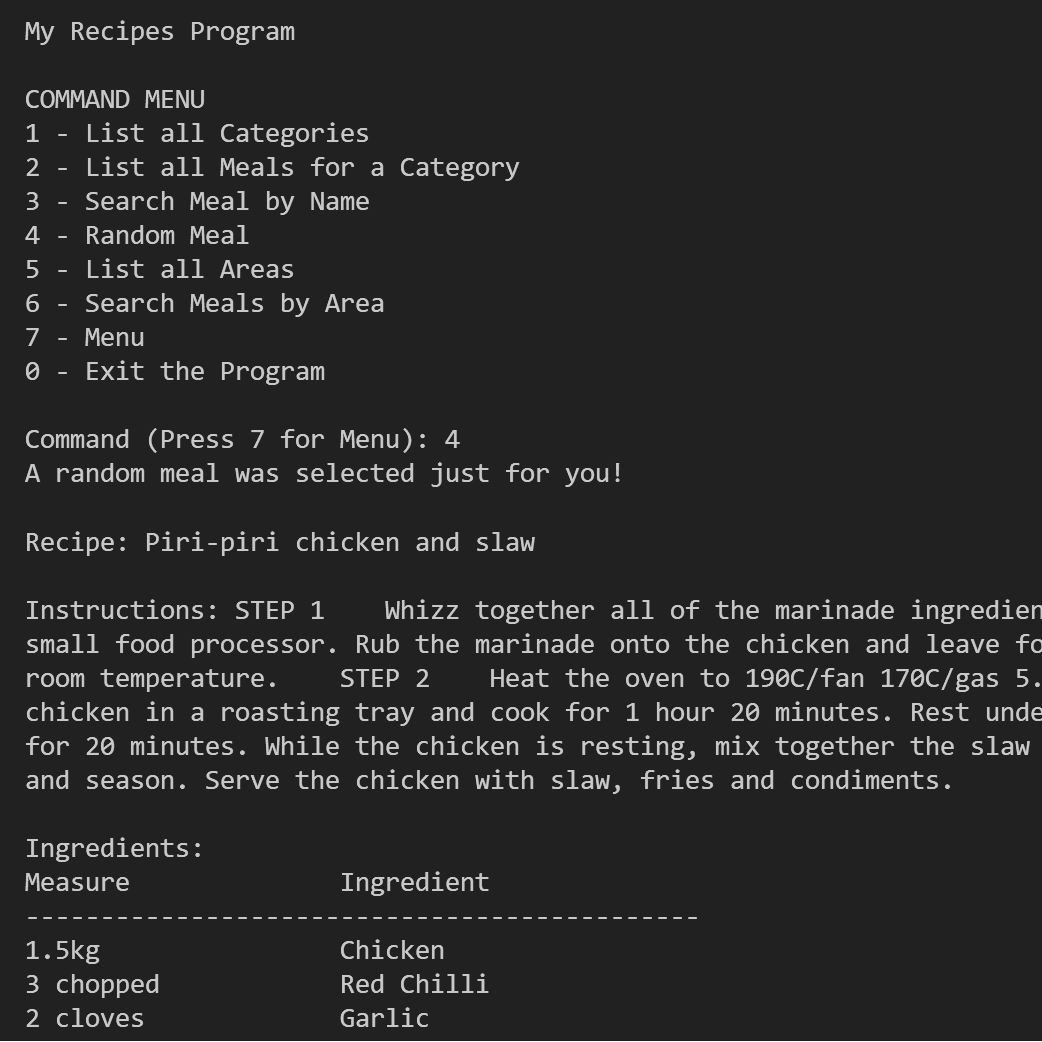 My Recipes Program
COMMAND MENU
1 - List all Categories
2 - List all Meals for a Category
3 - Search Meal by Name
4 - Random Meal
5 - List all Areas
6 - Search Meals by Area
7 - Menu
0 - Exit the Program
Command (Press 7 for Menu): 4
A random meal was selected just for you!
Recipe: Piri-piri chicken and slaw
Instructions: STEP 1    Whizz together all of the marinade ingredien
small food processor. Rub the marinade onto the chicken and leave fo
room temperature.    STEP 2    Heat the oven to 190C/fan 170C/gas 5.
chicken in a roasting tray and cook for 1 hour 20 minutes. Rest unde
for 20 minutes. While the chicken is resting, mix together the slaw
and season. Serve the chicken with slaw, fries and condiments.
Ingredients:
Measure              Ingredient
---------------------------------------------
1.5kg                Chicken
3 chopped            Red Chilli
2 cloves             Garlic